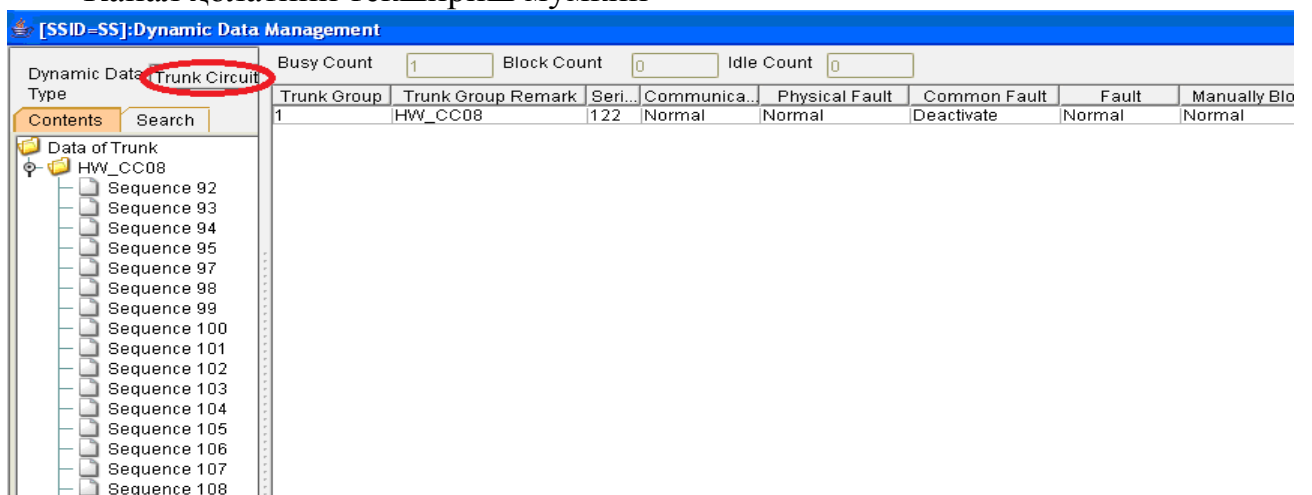 Канал ҳолатини текшириш мумкин
[SSID=SS]:Dynamic Data Management
Dynamic Data Type Trunk Circuit
Contents Search
Data of Trunk
HW_CC08
Sequence 92
Sequence 93
Sequence 94
Sequence 95
Sequence 97
Sequence 98
Sequence 99
Sequence 100
Sequence 101
Sequence 102
Sequence 103
Sequence 104
Sequence 105
Sequence 106
Sequence 107
Sequence 108
Busy Count 1 Block Count 0 Idle Count 0
Trunk Group Trunk Group Remark Seri... Communica... Physical Fault Common Fault Fault Manually Blo
1 HW_CC08 122 Normal Normal Deactivate Normal Normal